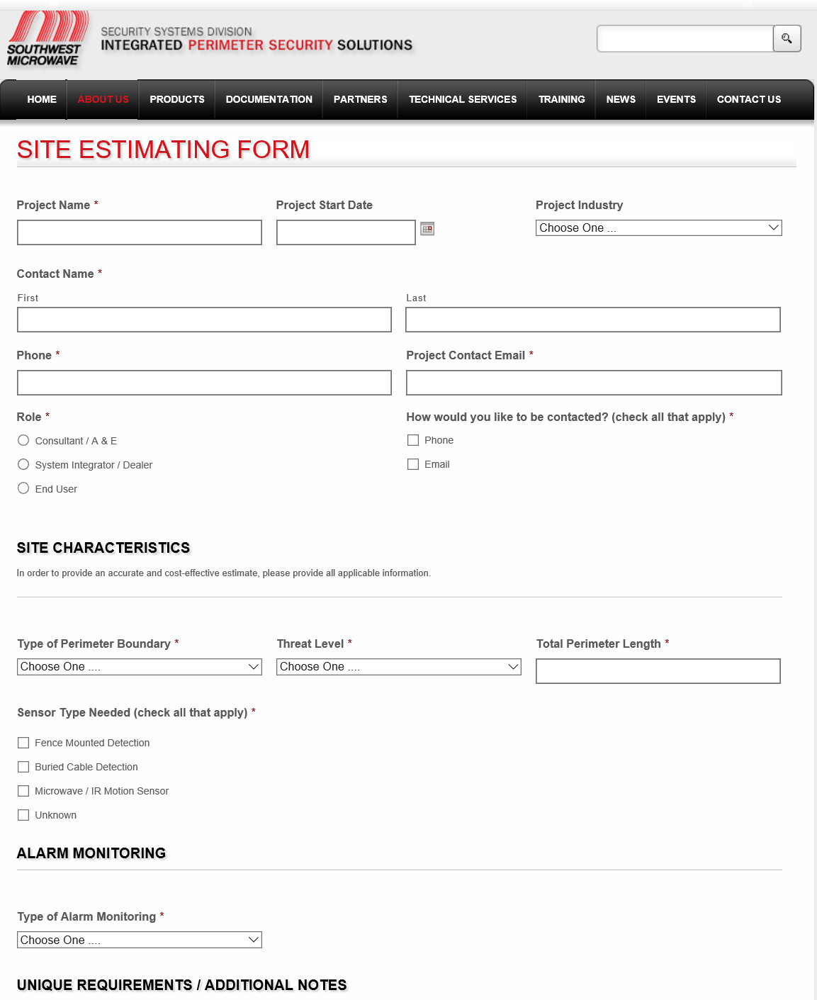 SOUTHWEST
MICROWAVE
SECURITY SYSTEMS DIVISION
INTEGRATED PERIMETER SECURITY SOLUTIONS
HOME ABOUT US PRODUCTS DOCUMENTATION PARTNERS TECHNICAL SERVICES TRAINING NEWS EVENTS CONTACT US
SITE ESTIMATING FORM
Project Name * Project Start Date Project Industry
Choose One ...
Contact Name *
First Last
Phone * Project Contact Email *
Role * How would you like to be contacted? (check all that apply) *
Consultant / A & E Phone
System Integrator / Dealer Email
End User
SITE CHARACTERISTICS
In order to provide an accurate and cost-effective estimate, please provide all applicable information.
Type of Perimeter Boundary * Threat Level * Total Perimeter Length *
Choose One .... Choose One ....
Sensor Type Needed (check all that apply) *
Fence Mounted Detection
Buried Cable Detection
Microwave / IR Motion Sensor
Unknown
ALARM MONITORING
Type of Alarm Monitoring *
Choose One ....
UNIQUE REQUIREMENTS / ADDITIONAL NOTES